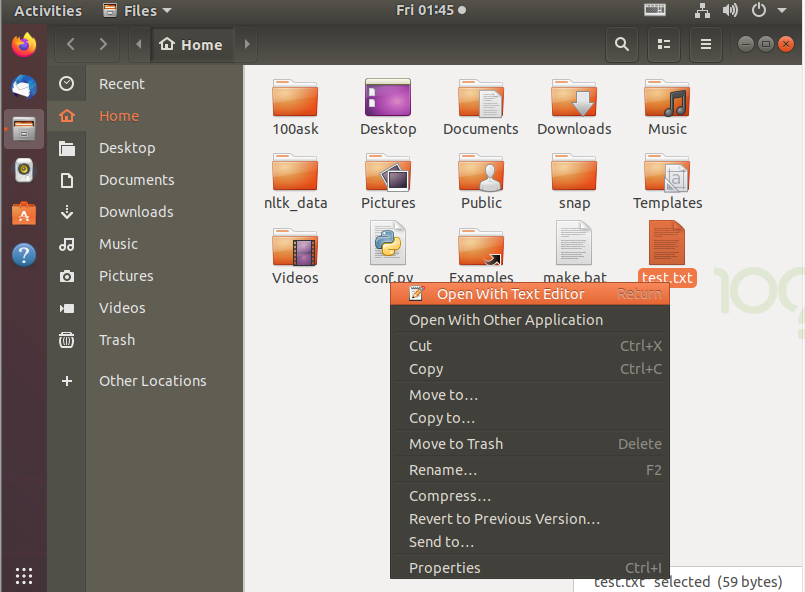 Activities Files Fri 01:45
Home
Recent
Home
Desktop
Documents
Downloads
Music
Pictures
Videos
Trash
Other Locations
100ask Desktop Documents Downloads Music
nltk_data Pictures Public snap Templates
Videos conf.py Examples make.bat test.txt
Open With Text Editor Return
Open With Other Application
Cut Ctrl+X
Copy Ctrl+C
Move to…
Copy to…
Move to Trash Delete
Rename… F2
Compress…
Revert to Previous Version…
Send to…
Properties Ctrl+I
"test.txt" selected (59 bytes)